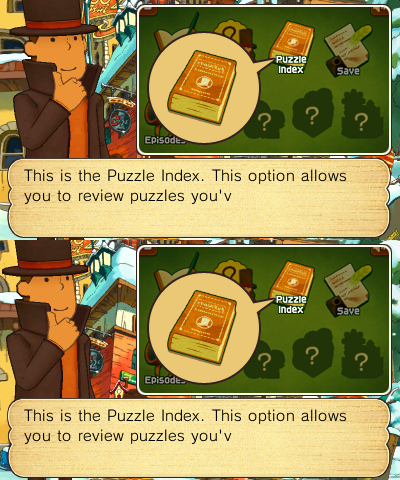 Puzzle
Index
Save
Episodes
This is the Puzzle Index. This option allows
you to review puzzles you'v
Puzzle
Index
Save
Episodes
This is the Puzzle Index. This option allows
you to review puzzles you'v